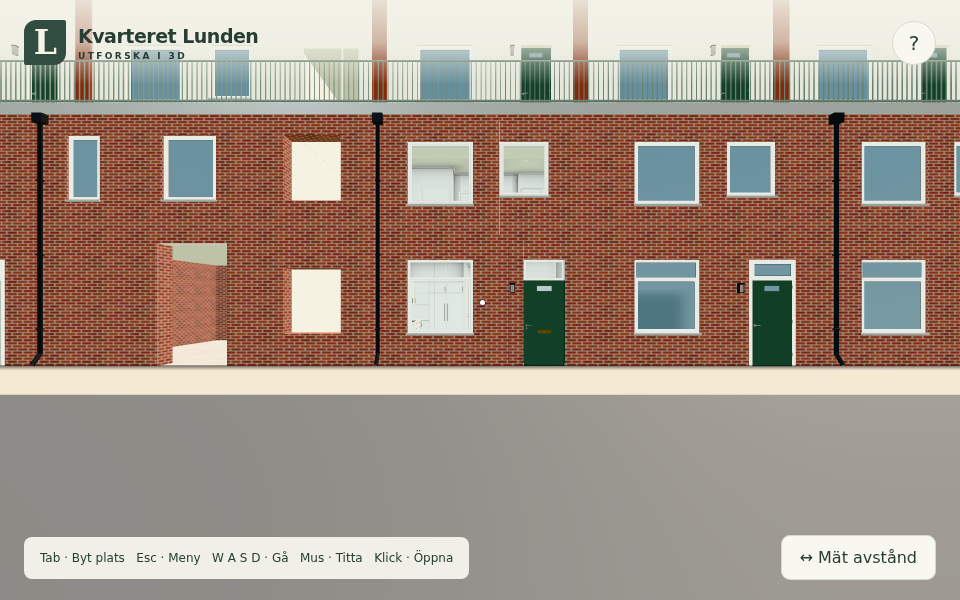 L
Kvarteret Lunden
UTFORSKA I 3D
?
Tab · Byt plats Esc · Meny W A S D · Gå Mus · Titta Klick · Öppna
↔ Mät avstånd